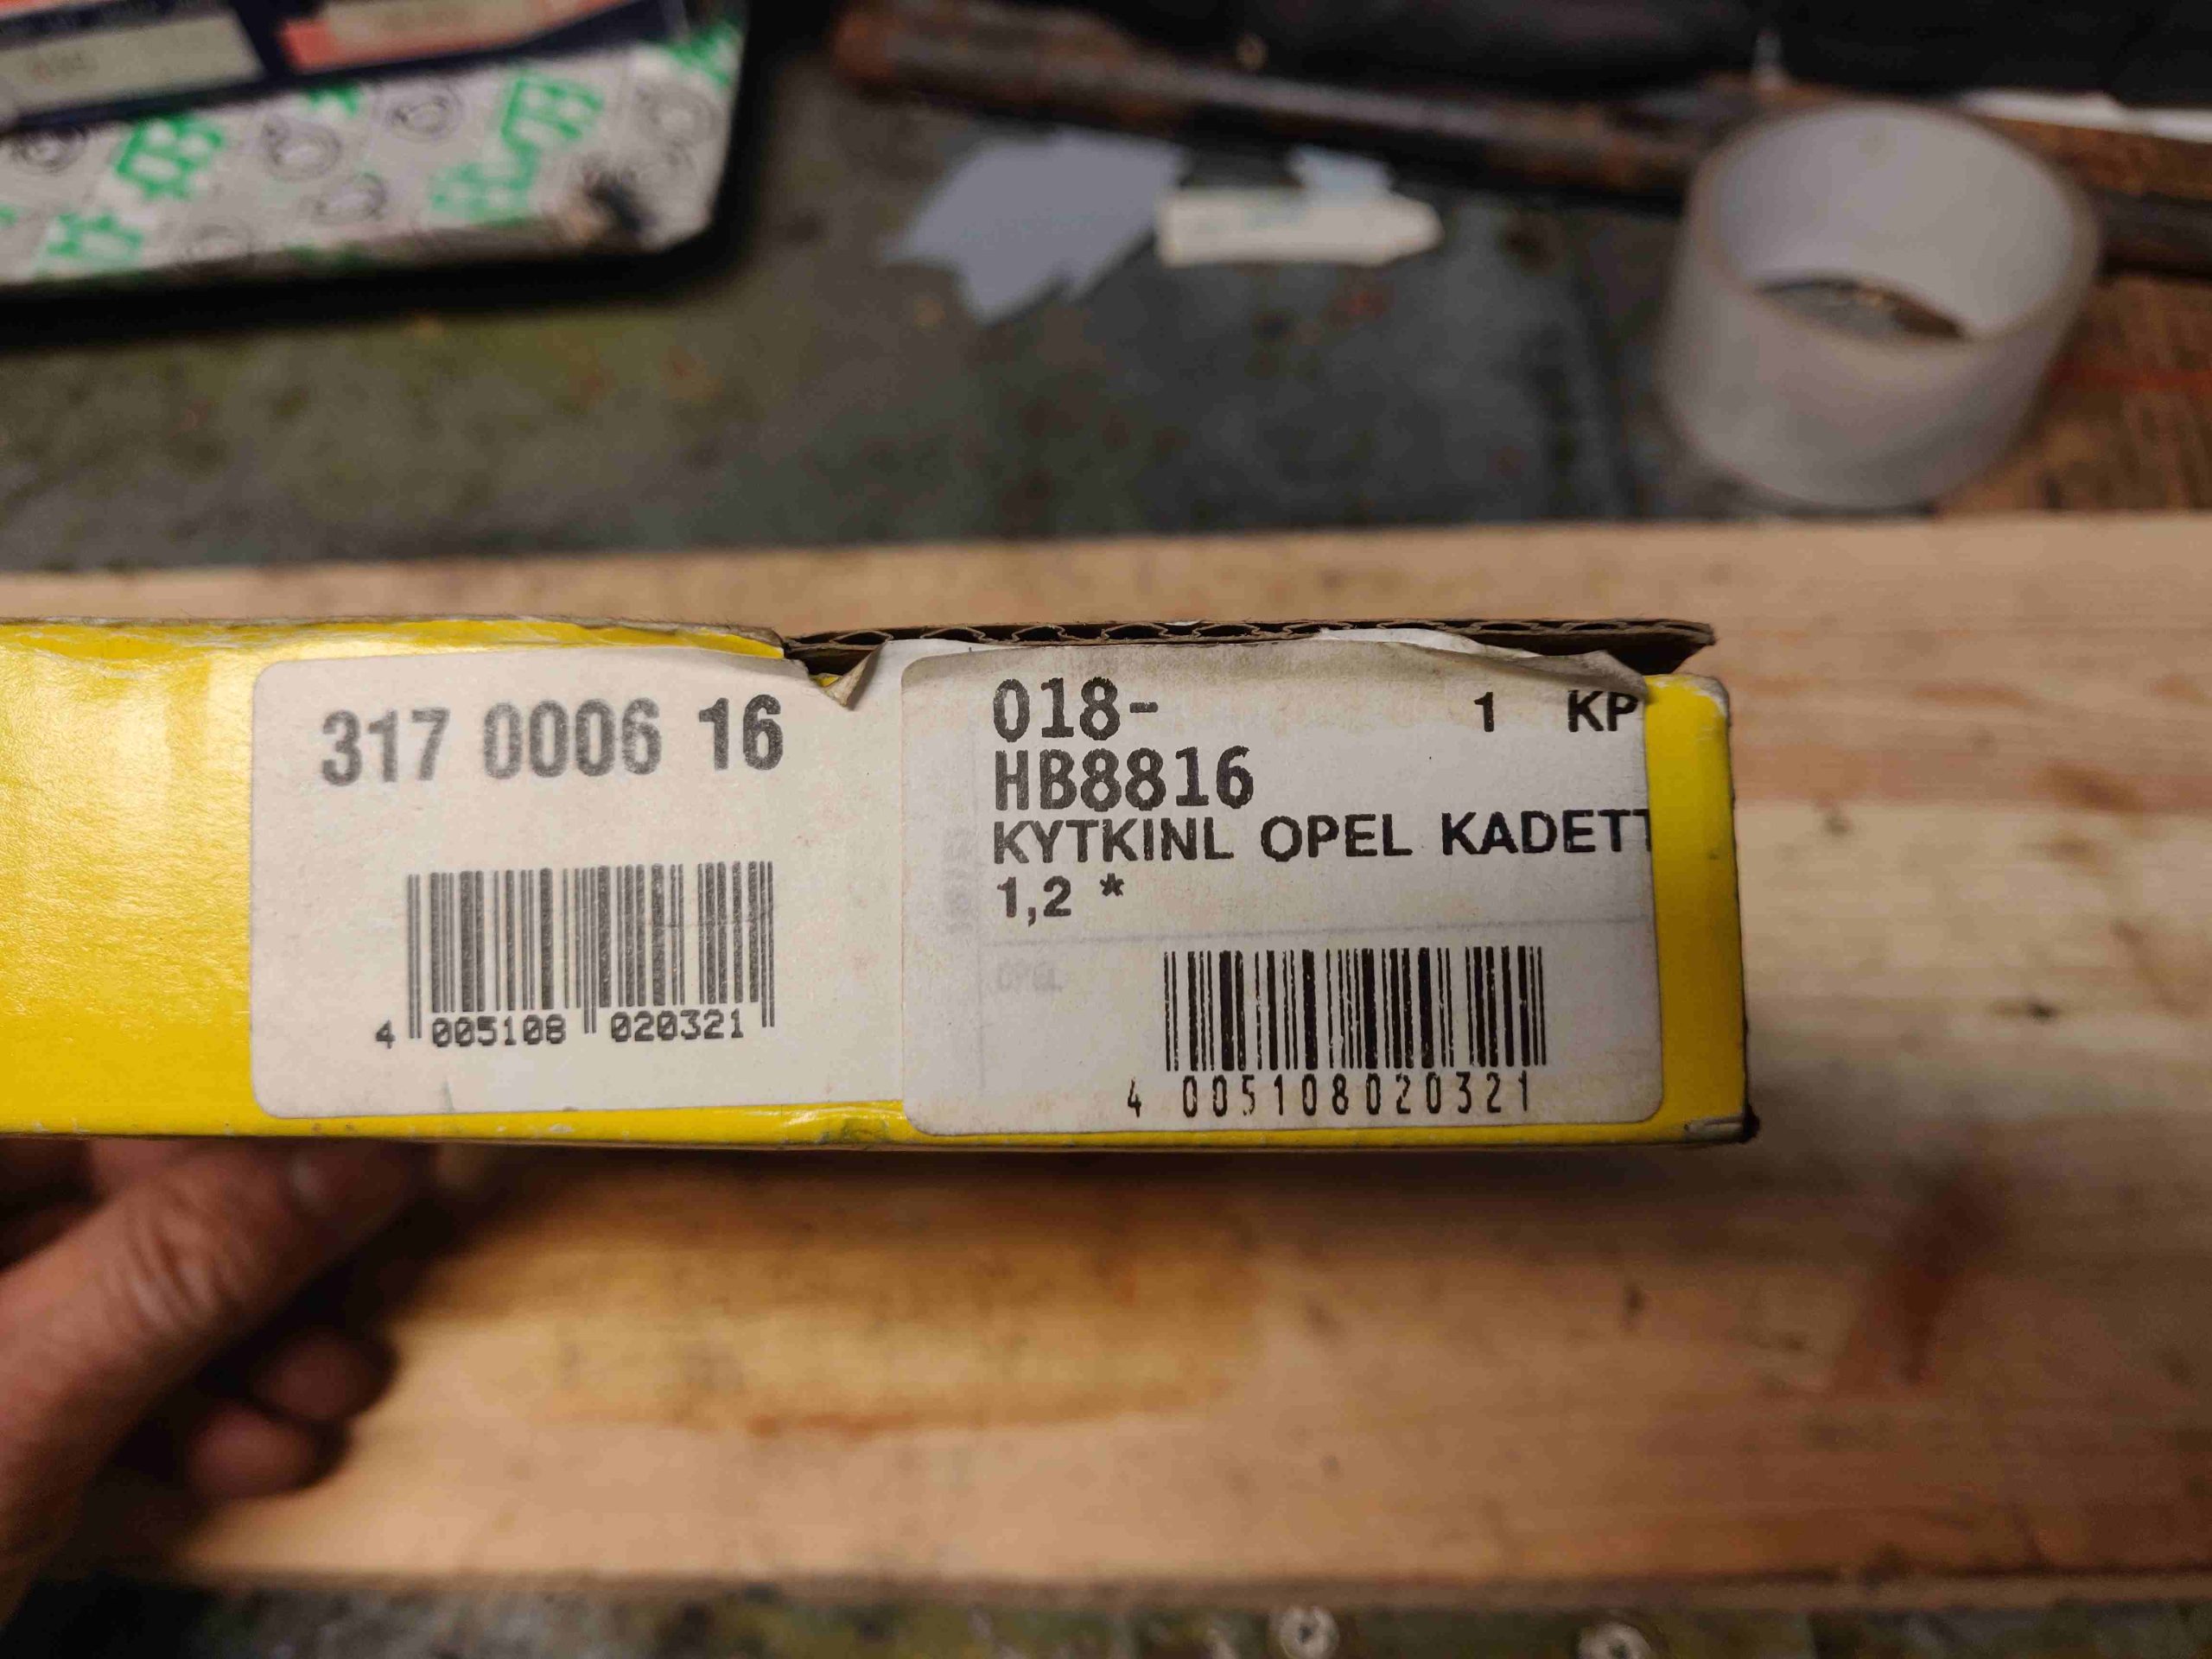 317 0006 16
4 005108 020321
018- 1 KP
HB8816
KYTKINL OPEL KADETT
1,2 *
OPEL
4 005108020321